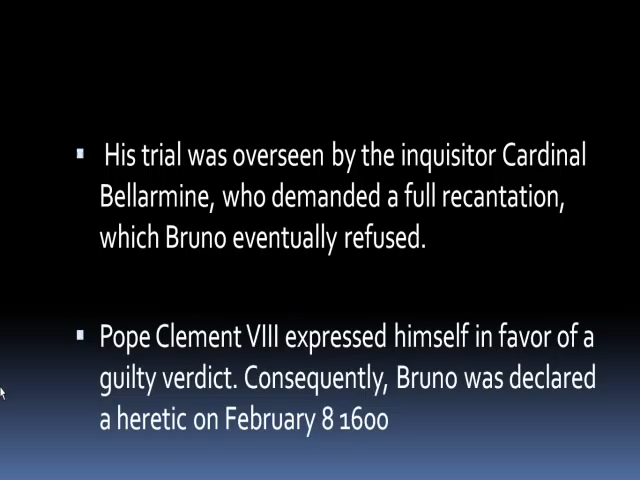 His trial was overseen by the inquisitor Cardinal
Bellarmine, who demanded a full recantation,
which Bruno eventually refused.
Pope Clement VIII expressed himself in favor of a
guilty verdict. Consequently, Bruno was declared
a heretic on February 8 1600